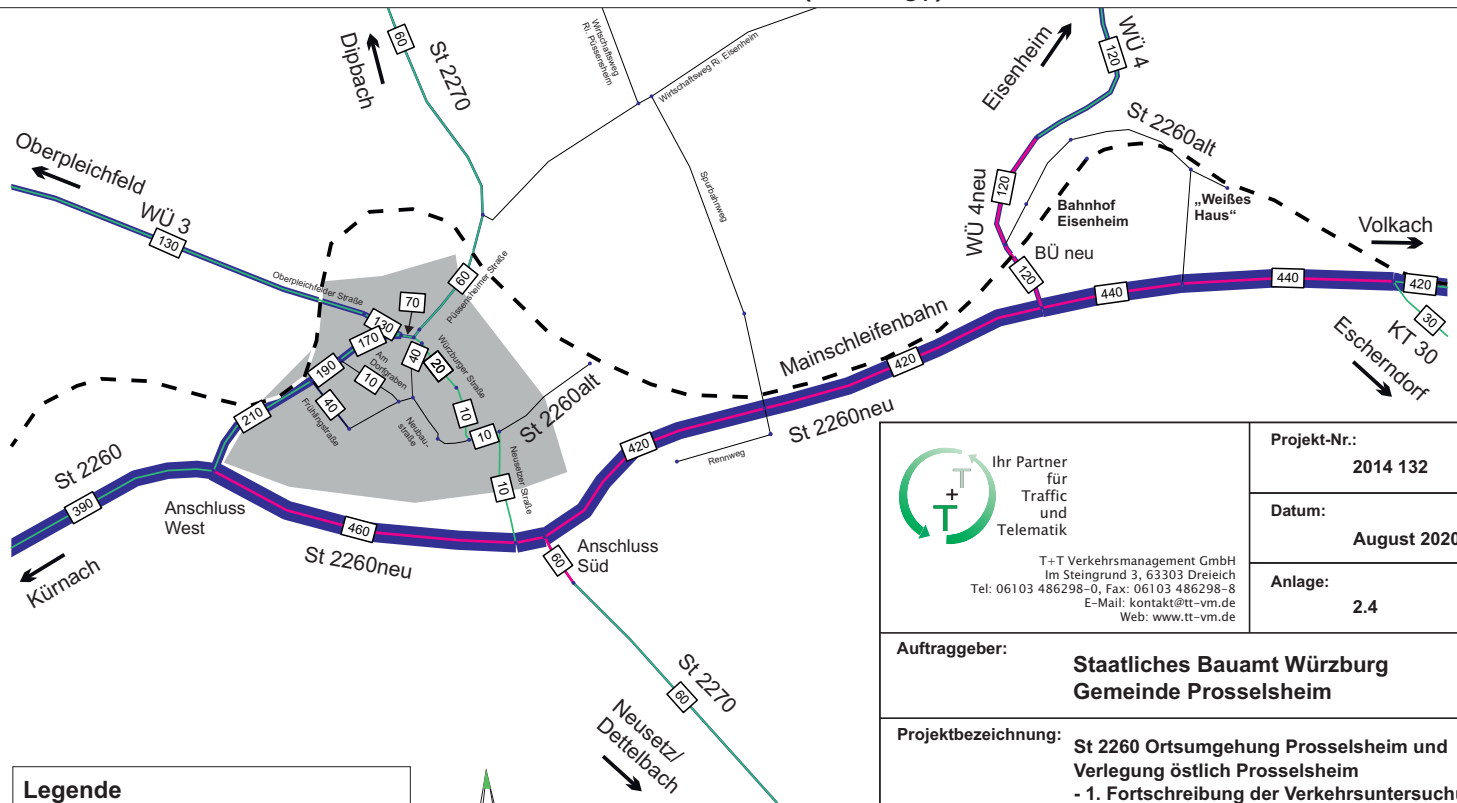 Dipbach
60
St 2270
Wirtschaftsweg
Ri. Püssensheim
Wirtschaftsweg Ri. Eisenheim
Eisenheim
WÜ 4
120
St 2260alt
Oberpleichfeld
WÜ 3
130
Spurbahnweg
WÜ 4neu
120
Bahnhof
Eisenheim
„Weißes
Haus“
Volkach
BÜ neu
120
Oberpleichfelder Straße
60
Püssensheimer Straße
70
130
170
190
210
40
Am
Dorfgraben
10
40
Frühlingstraße
Würzburger Straße
20
10
10
Neubau-
straße
Neusetzer Straße
10
St 2260alt
Mainschleifenbahn
440
440
420
30
KT 30
Escherndorf
420
St 2260neu
420
Rennweg
St 2260
390
Kürnach
Anschluss
West
460
St 2260neu
Anschluss
Süd
60
St 2270
60
Neusetz/
Dettelbach
Legende
T
+
T
Ihr Partner
für
Traffic
und
Telematik
T+T Verkehrsmanagement GmbH
Im Steingrund 3, 63303 Dreieich
Tel: 06103 486298-0, Fax: 06103 486298-8
E-Mail: kontakt@tt-vm.de
Web: www.tt-vm.de
Projekt-Nr.:
2014 132
Datum:
August 2020
Anlage:
2.4
Auftraggeber:
Staatliches Bauamt Würzburg
Gemeinde Prosselsheim
Projektbezeichnung:
St 2260 Ortsumgehung Prosselsheim und
Verlegung östlich Prosselsheim
- 1. Fortschreibung der